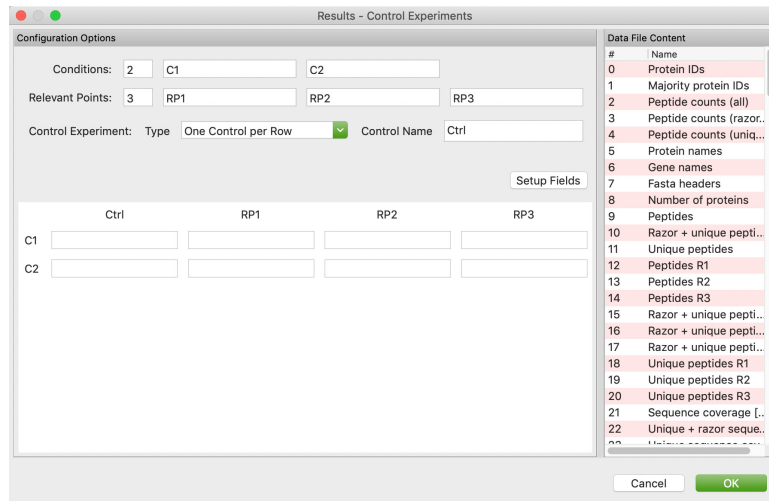 Results - Control Experiments
Configuration Options
Conditions: 2 C1 C2
Relevant Points: 3 RP1 RP2 RP3
Control Experiment: Type One Control per Row Control Name Ctrl
Setup Fields
Ctrl RP1 RP2 RP3
C1
C2
Data File Content
# Name
0 Protein IDs
1 Majority protein IDs
2 Peptide counts (all)
3 Peptide counts (razor..
4 Peptide counts (uniq...
5 Protein names
6 Gene names
7 Fasta headers
8 Number of proteins
9 Peptides
10 Razor + unique pepti...
11 Unique peptides
12 Peptides R1
13 Peptides R2
14 Peptides R3
15 Razor + unique pepti...
16 Razor + unique pepti...
17 Razor + unique pepti...
18 Unique peptides R1
19 Unique peptides R2
20 Unique peptides R3
21 Sequence coverage [..
22 Unique + razor seque..
Cancel OK